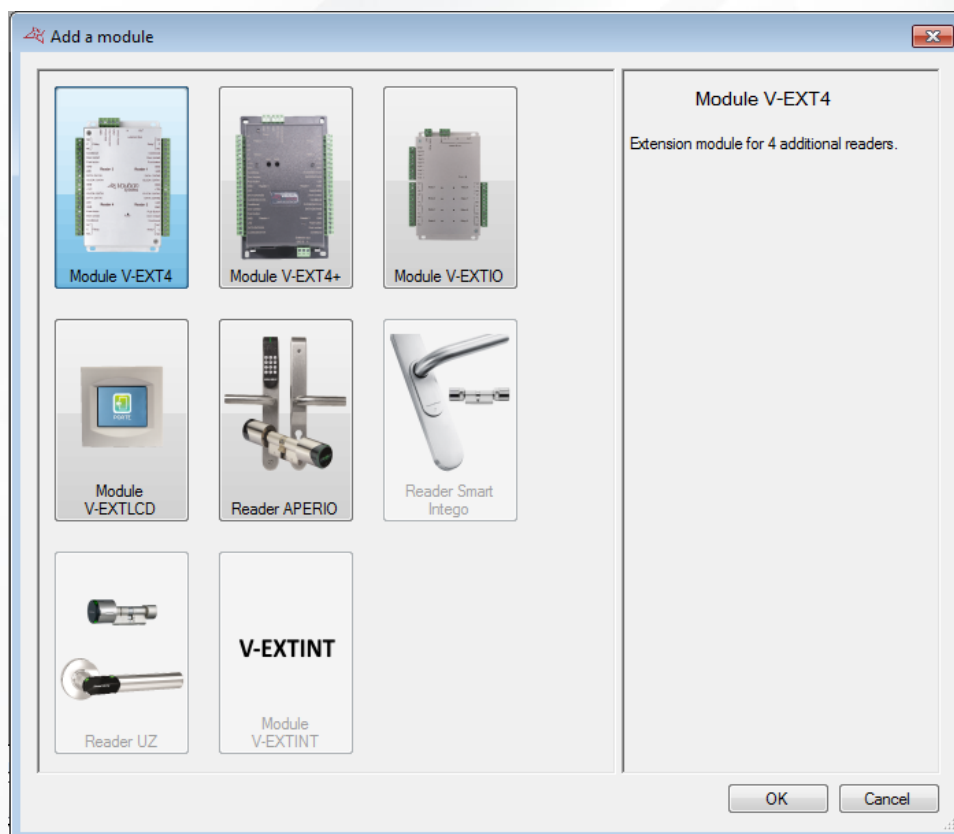 Add a module
Module V-EXT4
Module V-EXT4+
Module V-EXTIO
Module
V-EXTLCD
Reader APERIO
Reader Smart
Intego
Reader UZ
V-EXTINT
Module
V-EXTINT
Module V-EXT4
Extension module for 4 additional readers.
OK
Cancel
PORTE